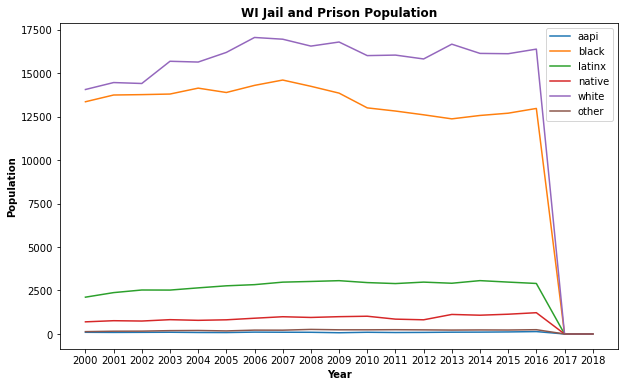 WI Jail and Prison Population
17500
15000
12500
10000
7500
5000
2500
0
Population
aapi
black
latinx
native
white
other
2000 2001 2002 2003 2004 2005 2006 2007 2008 2009 2010 2011 2012 2013 2014 2015 2016 2017 2018
Year